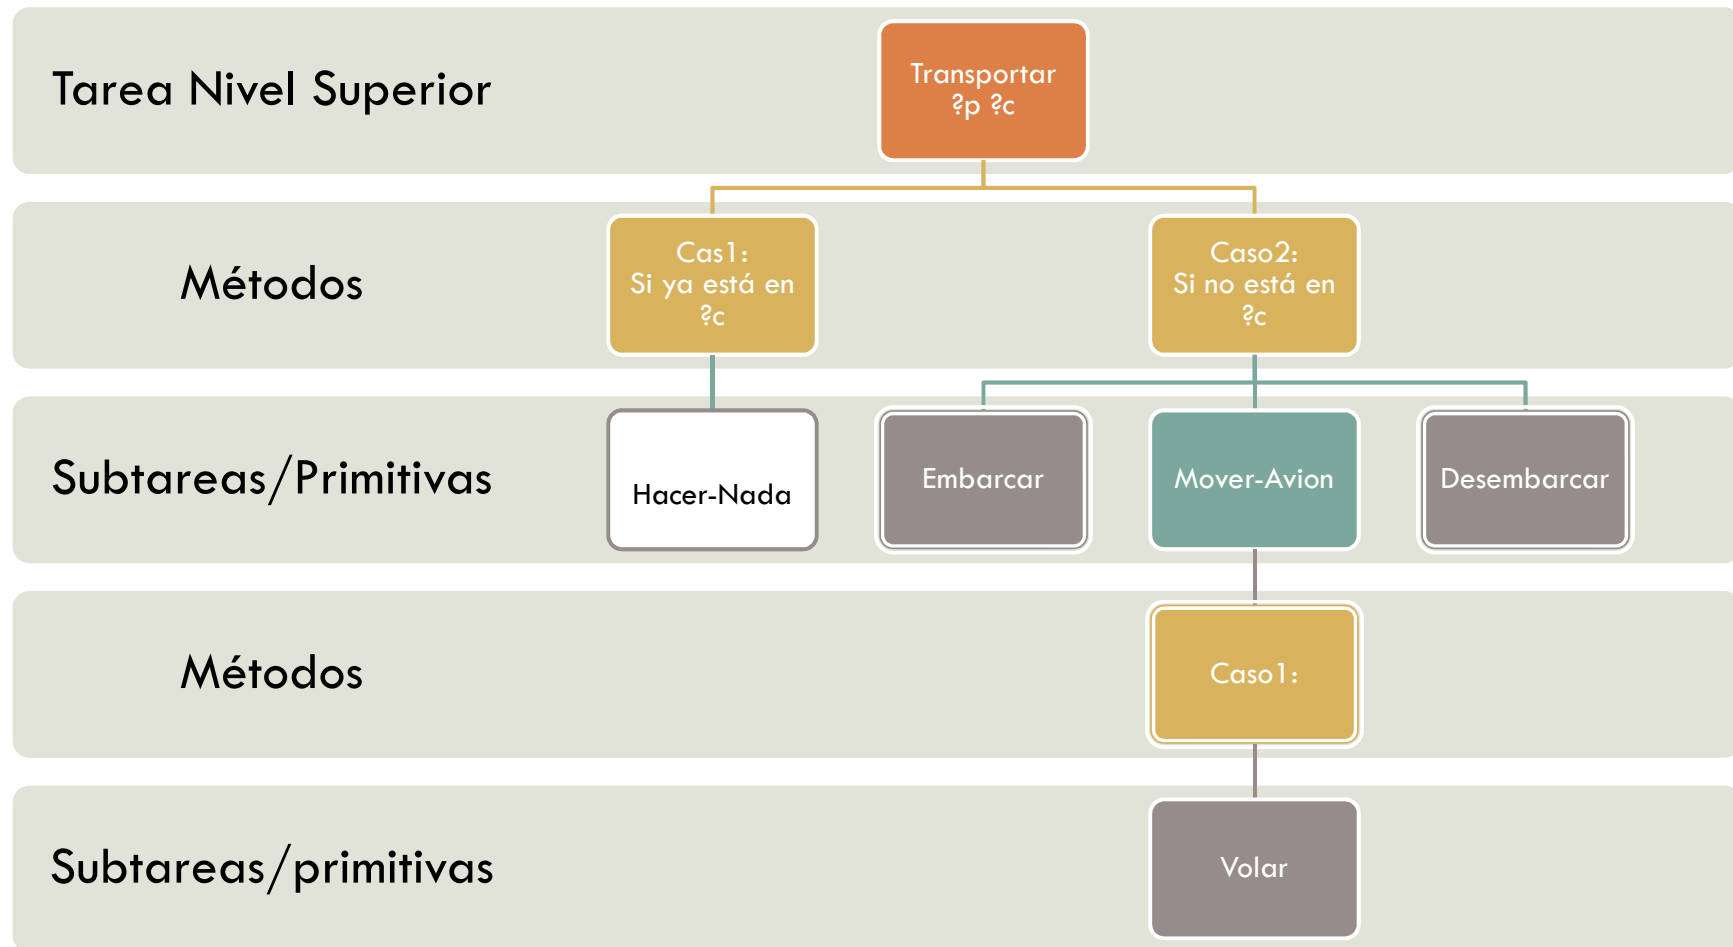 Tarea Nivel Superior
Transportar
?p ?c
Métodos
Cas1:
Si ya está en
?c
Caso2:
Si no está en
?c
Subtareas/Primitivas
Hacer-Nada
Embarcar
Mover-Avion
Desembarcar
Métodos
Caso1:
Subtareas/primitivas
Volar